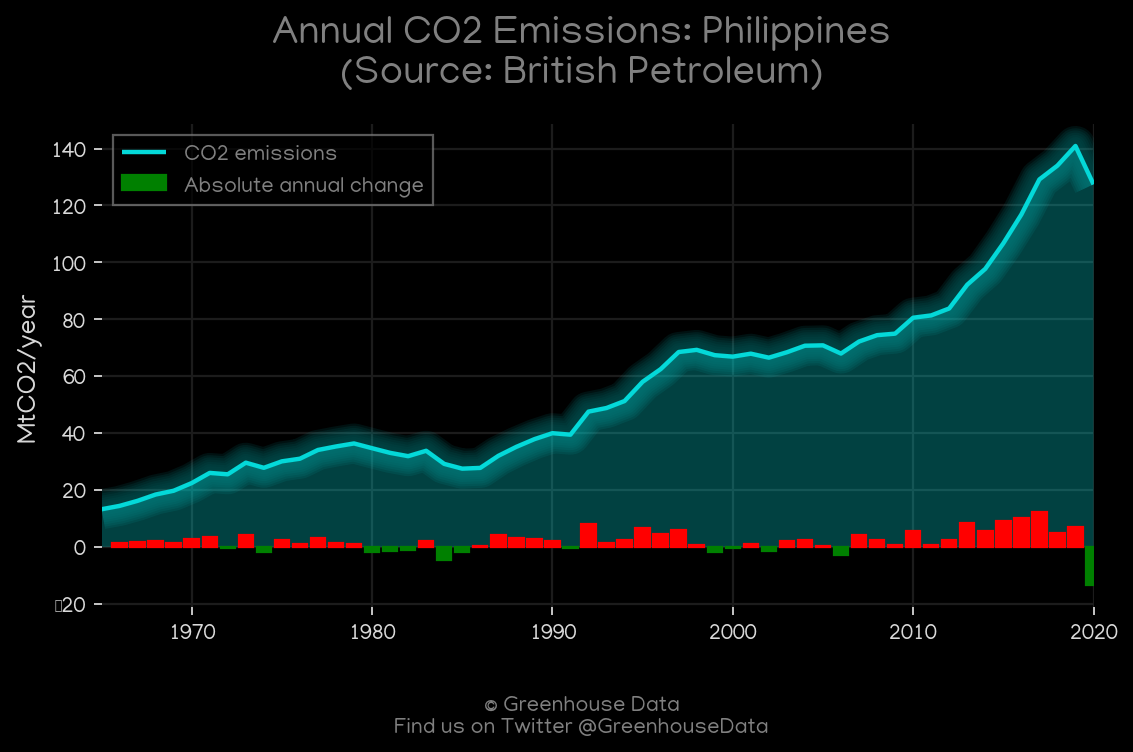 Annual CO2 Emissions: Philippines
(Source: British Petroleum)
CO2 emissions
Absolute annual change
MtCO2/year
140
120
100
80
60
40
20
0
▯20
1970 1980 1990 2000 2010 2020
© Greenhouse Data
Find us on Twitter @GreenhouseData